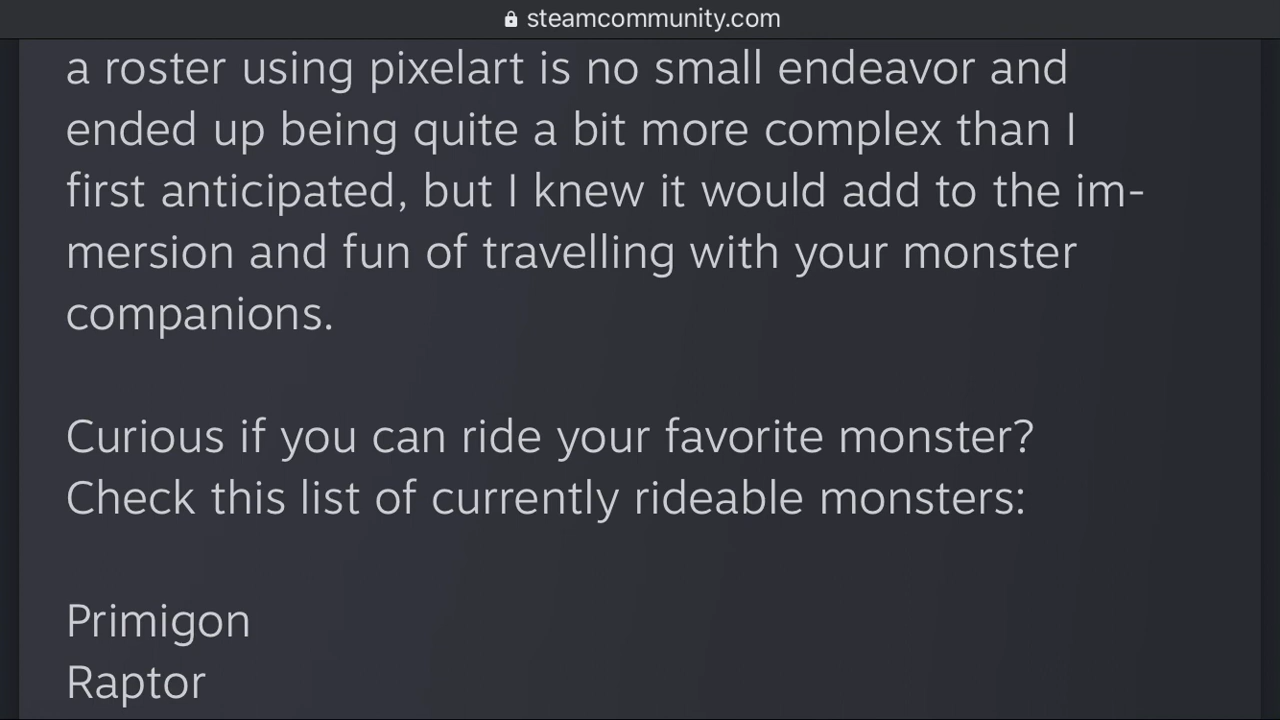 steamcommunity.com
a roster using pixelart is no small endeavor and
ended up being quite a bit more complex than I
first anticipated, but I knew it would add to the im-
mersion and fun of travelling with your monster
companions.
Curious if you can ride your favorite monster?
Check this list of currently rideable monsters:
Primigon
Raptor